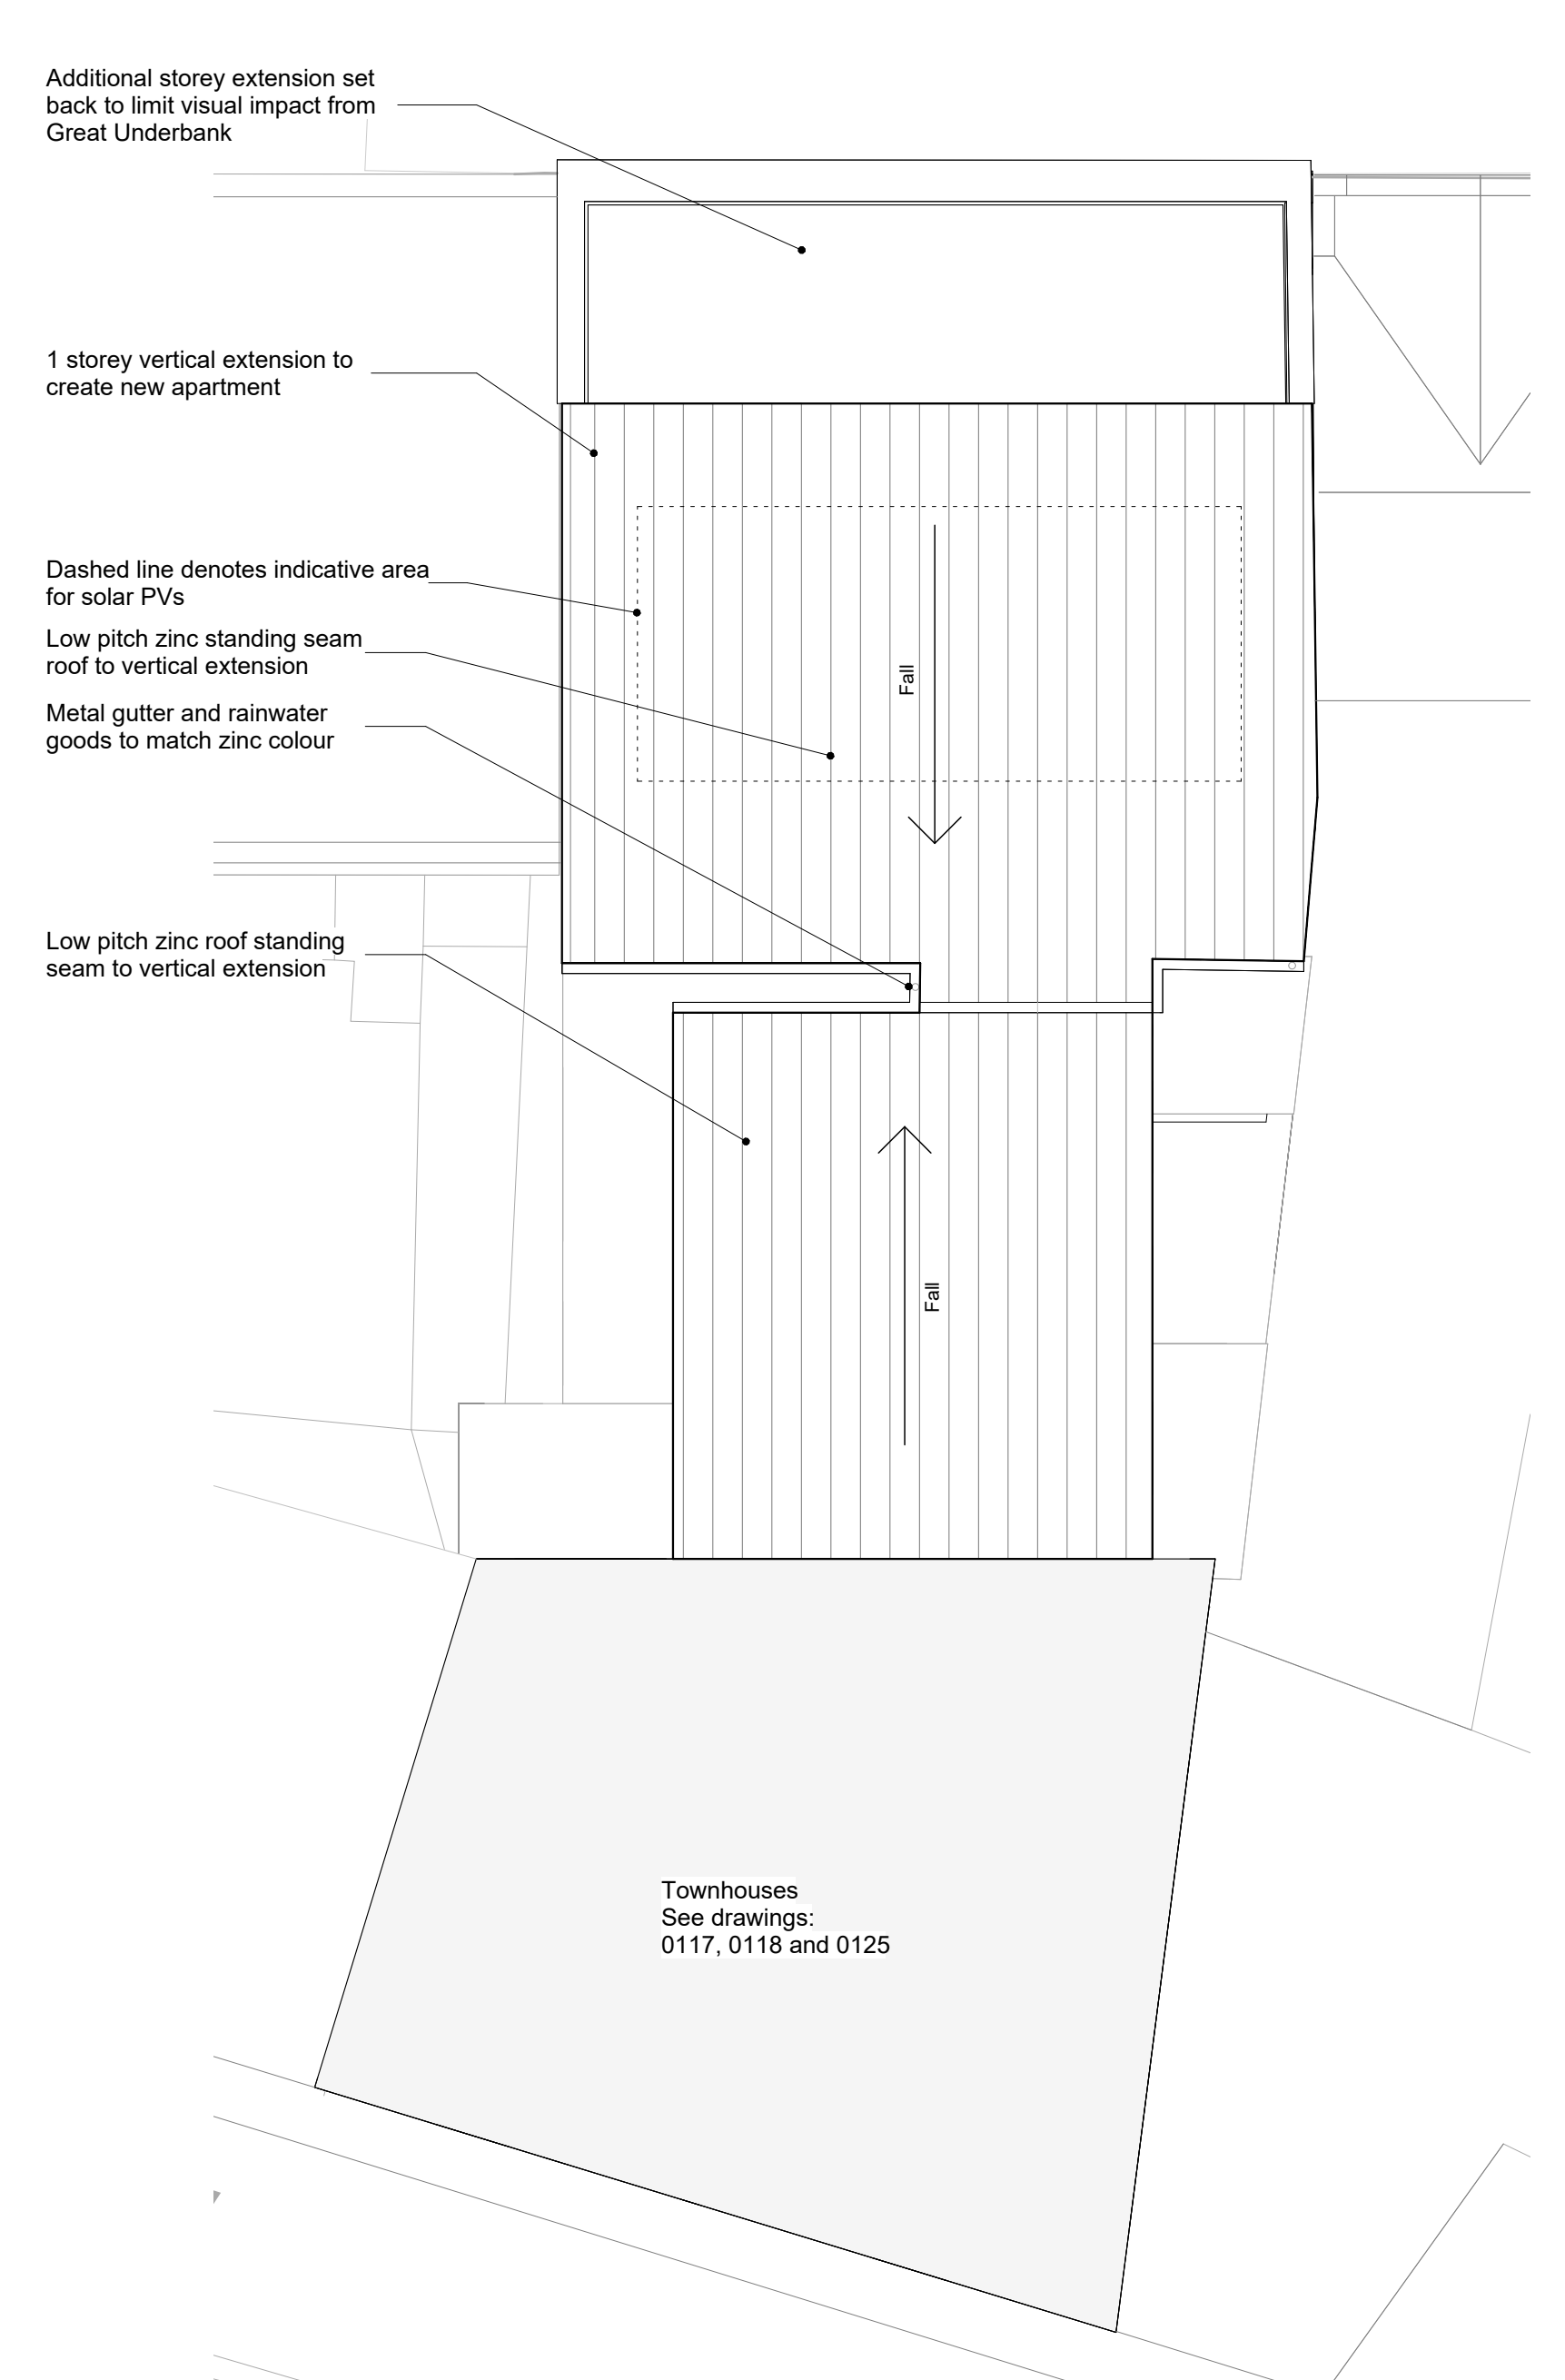 Additional storey extension set
back to limit visual impact from
Great Underbank
1 storey vertical extension to
create new apartment
Dashed line denotes indicative area
for solar PVs
Low pitch zinc standing seam
roof to vertical extension
Metal gutter and rainwater
goods to match zinc colour
Fall
Low pitch zinc roof standing
seam to vertical extension
Fall
Townhouses
See drawings:
0117, 0118 and 0125